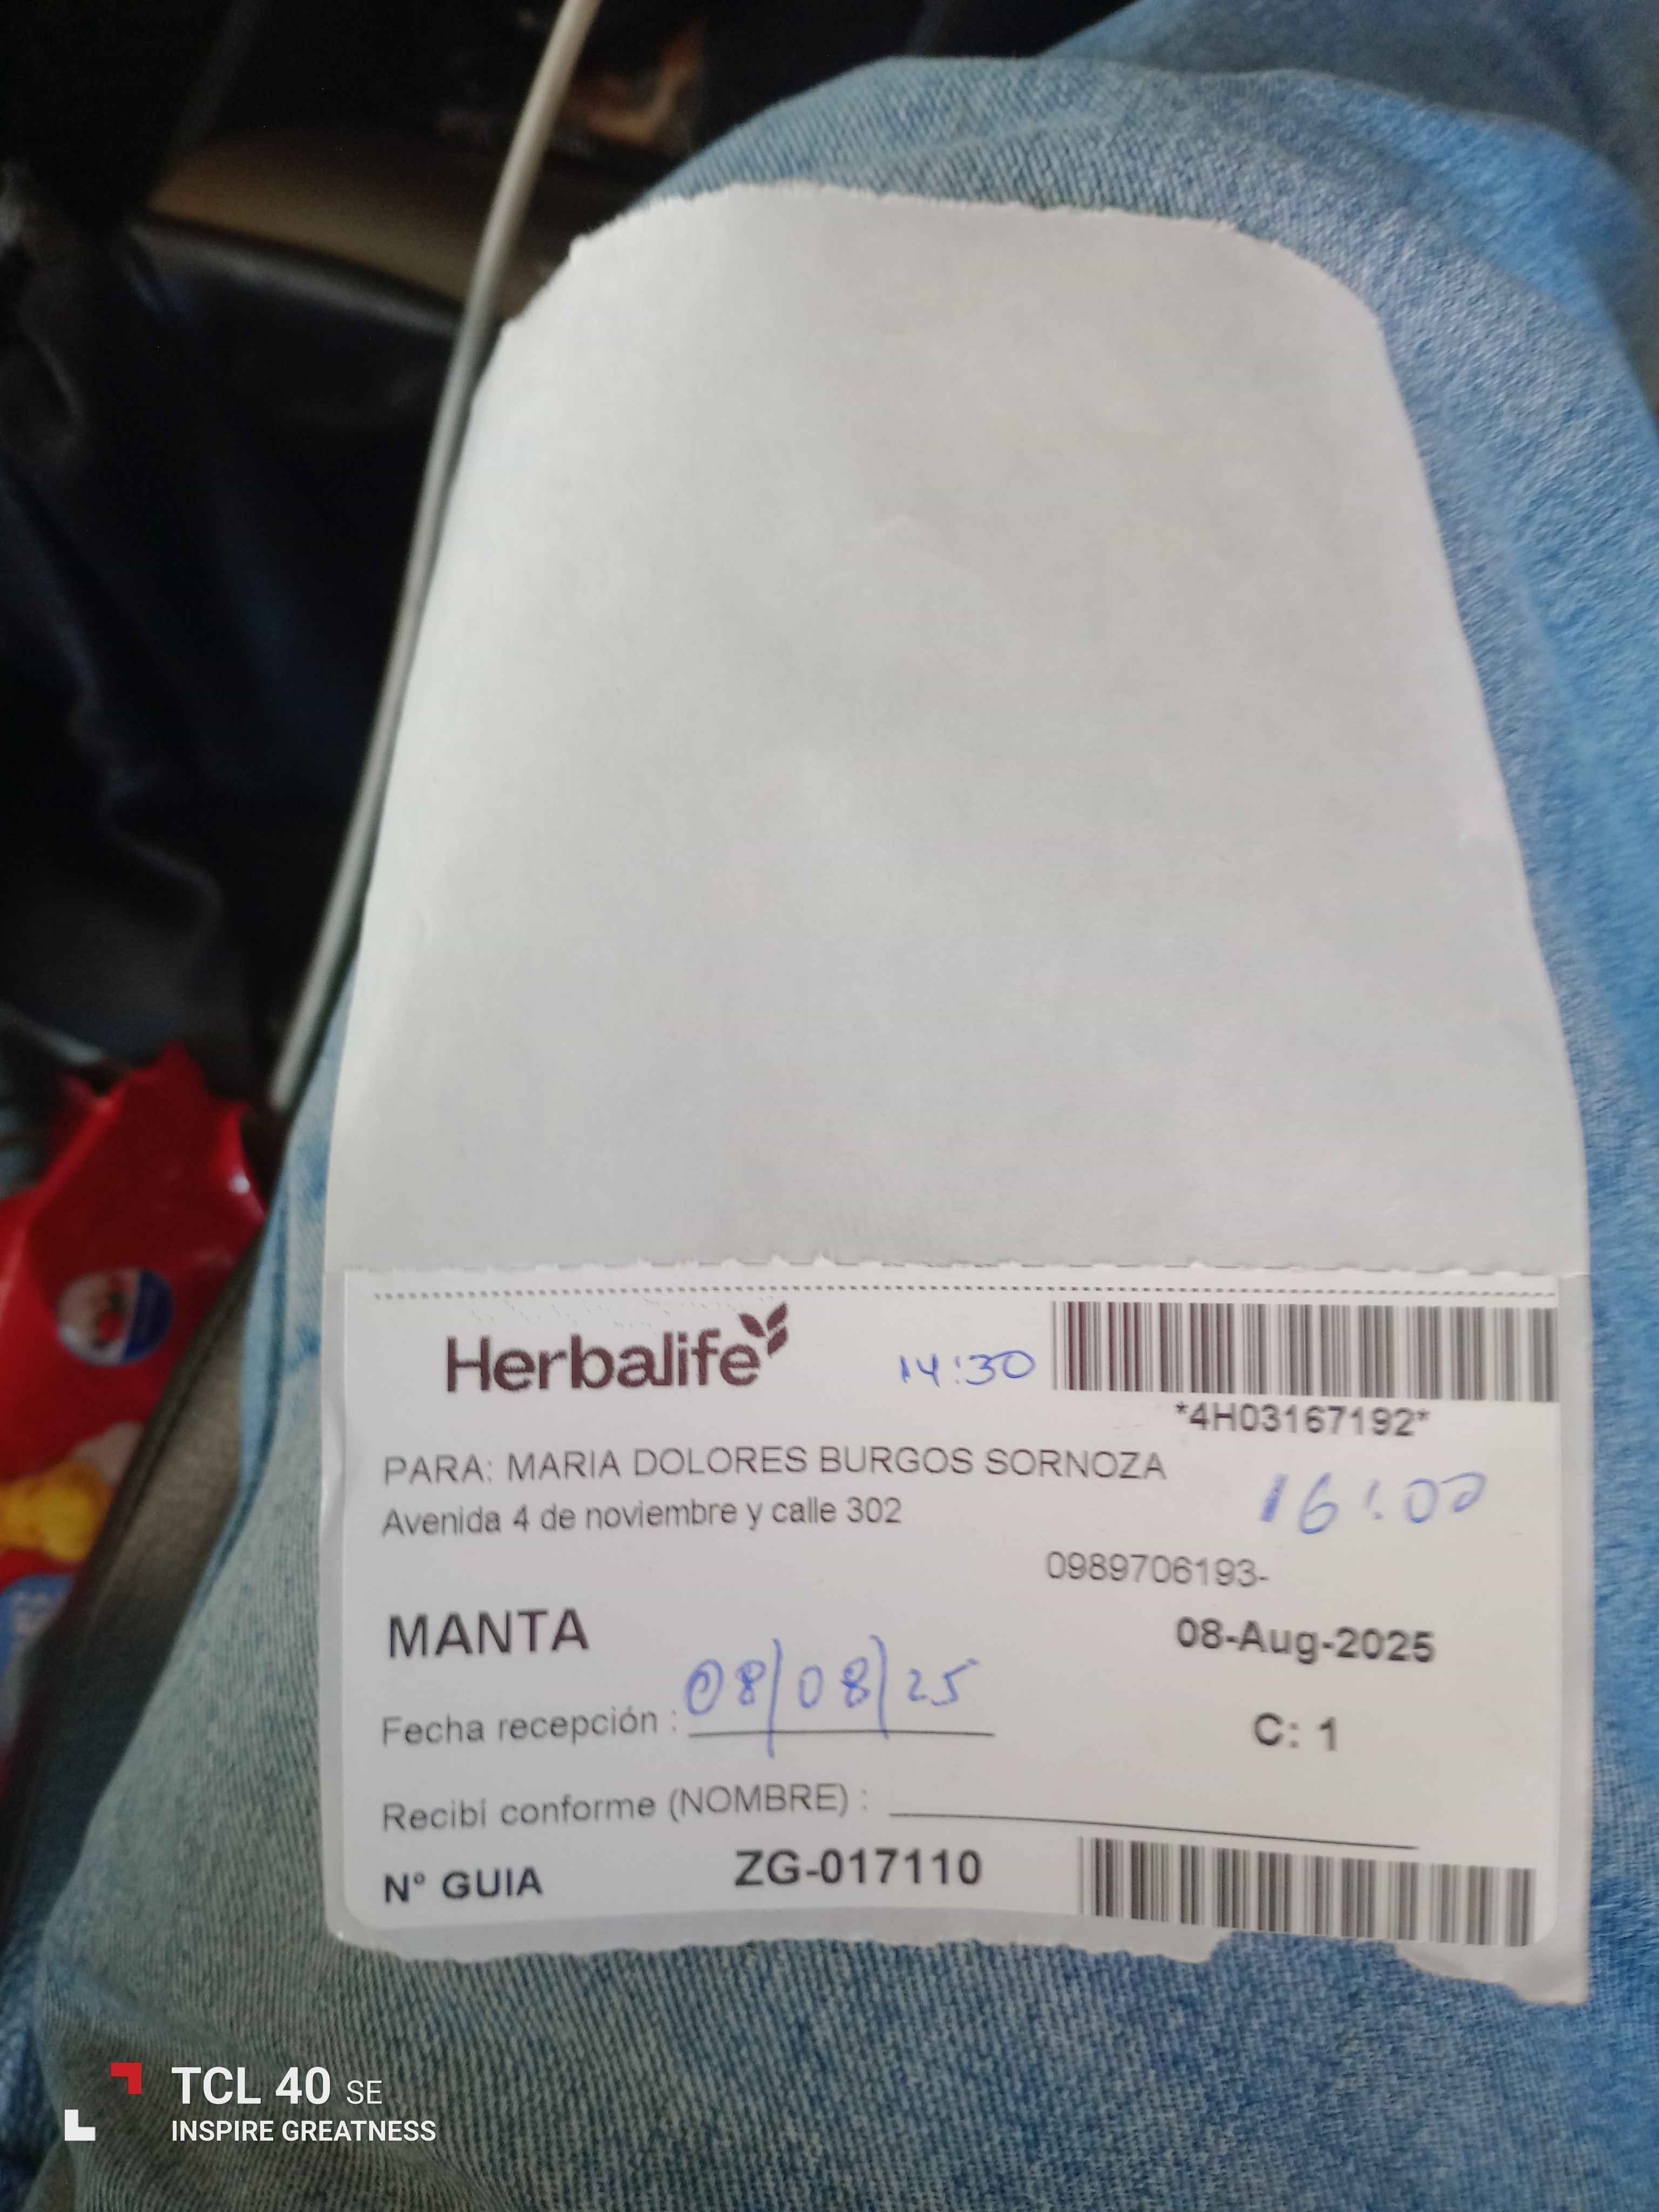 Herbalife
14:30
*4H03167192*
PARA: MARIA DOLORES BURGOS SORNOZA
16:00
Avenida 4 de noviembre y calle 302
0989706193-
MANTA
08-Aug-2025
Fecha recepción : 08/08/25
C: 1
Recibí conforme (NOMBRE) :
N° GUIA ZG-017110
TCL 40 SE
INSPIRE GREATNESS